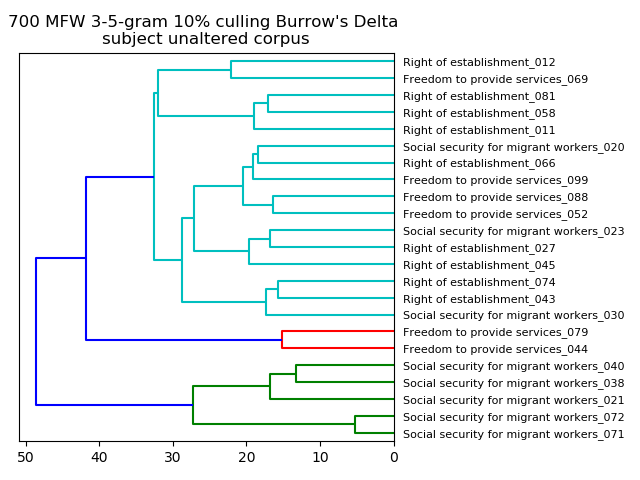 700 MFW 3-5-gram 10% culling Burrow's Delta
subject unaltered corpus
Right of establishment_012
Freedom to provide services_069
Right of establishment_081
Right of establishment_058
Right of establishment_011
Social security for migrant workers_020
Right of establishment_066
Freedom to provide services_099
Freedom to provide services_088
Freedom to provide services_052
Social security for migrant workers_023
Right of establishment_027
Right of establishment_045
Right of establishment_074
Right of establishment_043
Social security for migrant workers_030
Freedom to provide services_079
Freedom to provide services_044
Social security for migrant workers_040
Social security for migrant workers_038
Social security for migrant workers_021
Social security for migrant workers_072
Social security for migrant workers_071
50 40 30 20 10 0